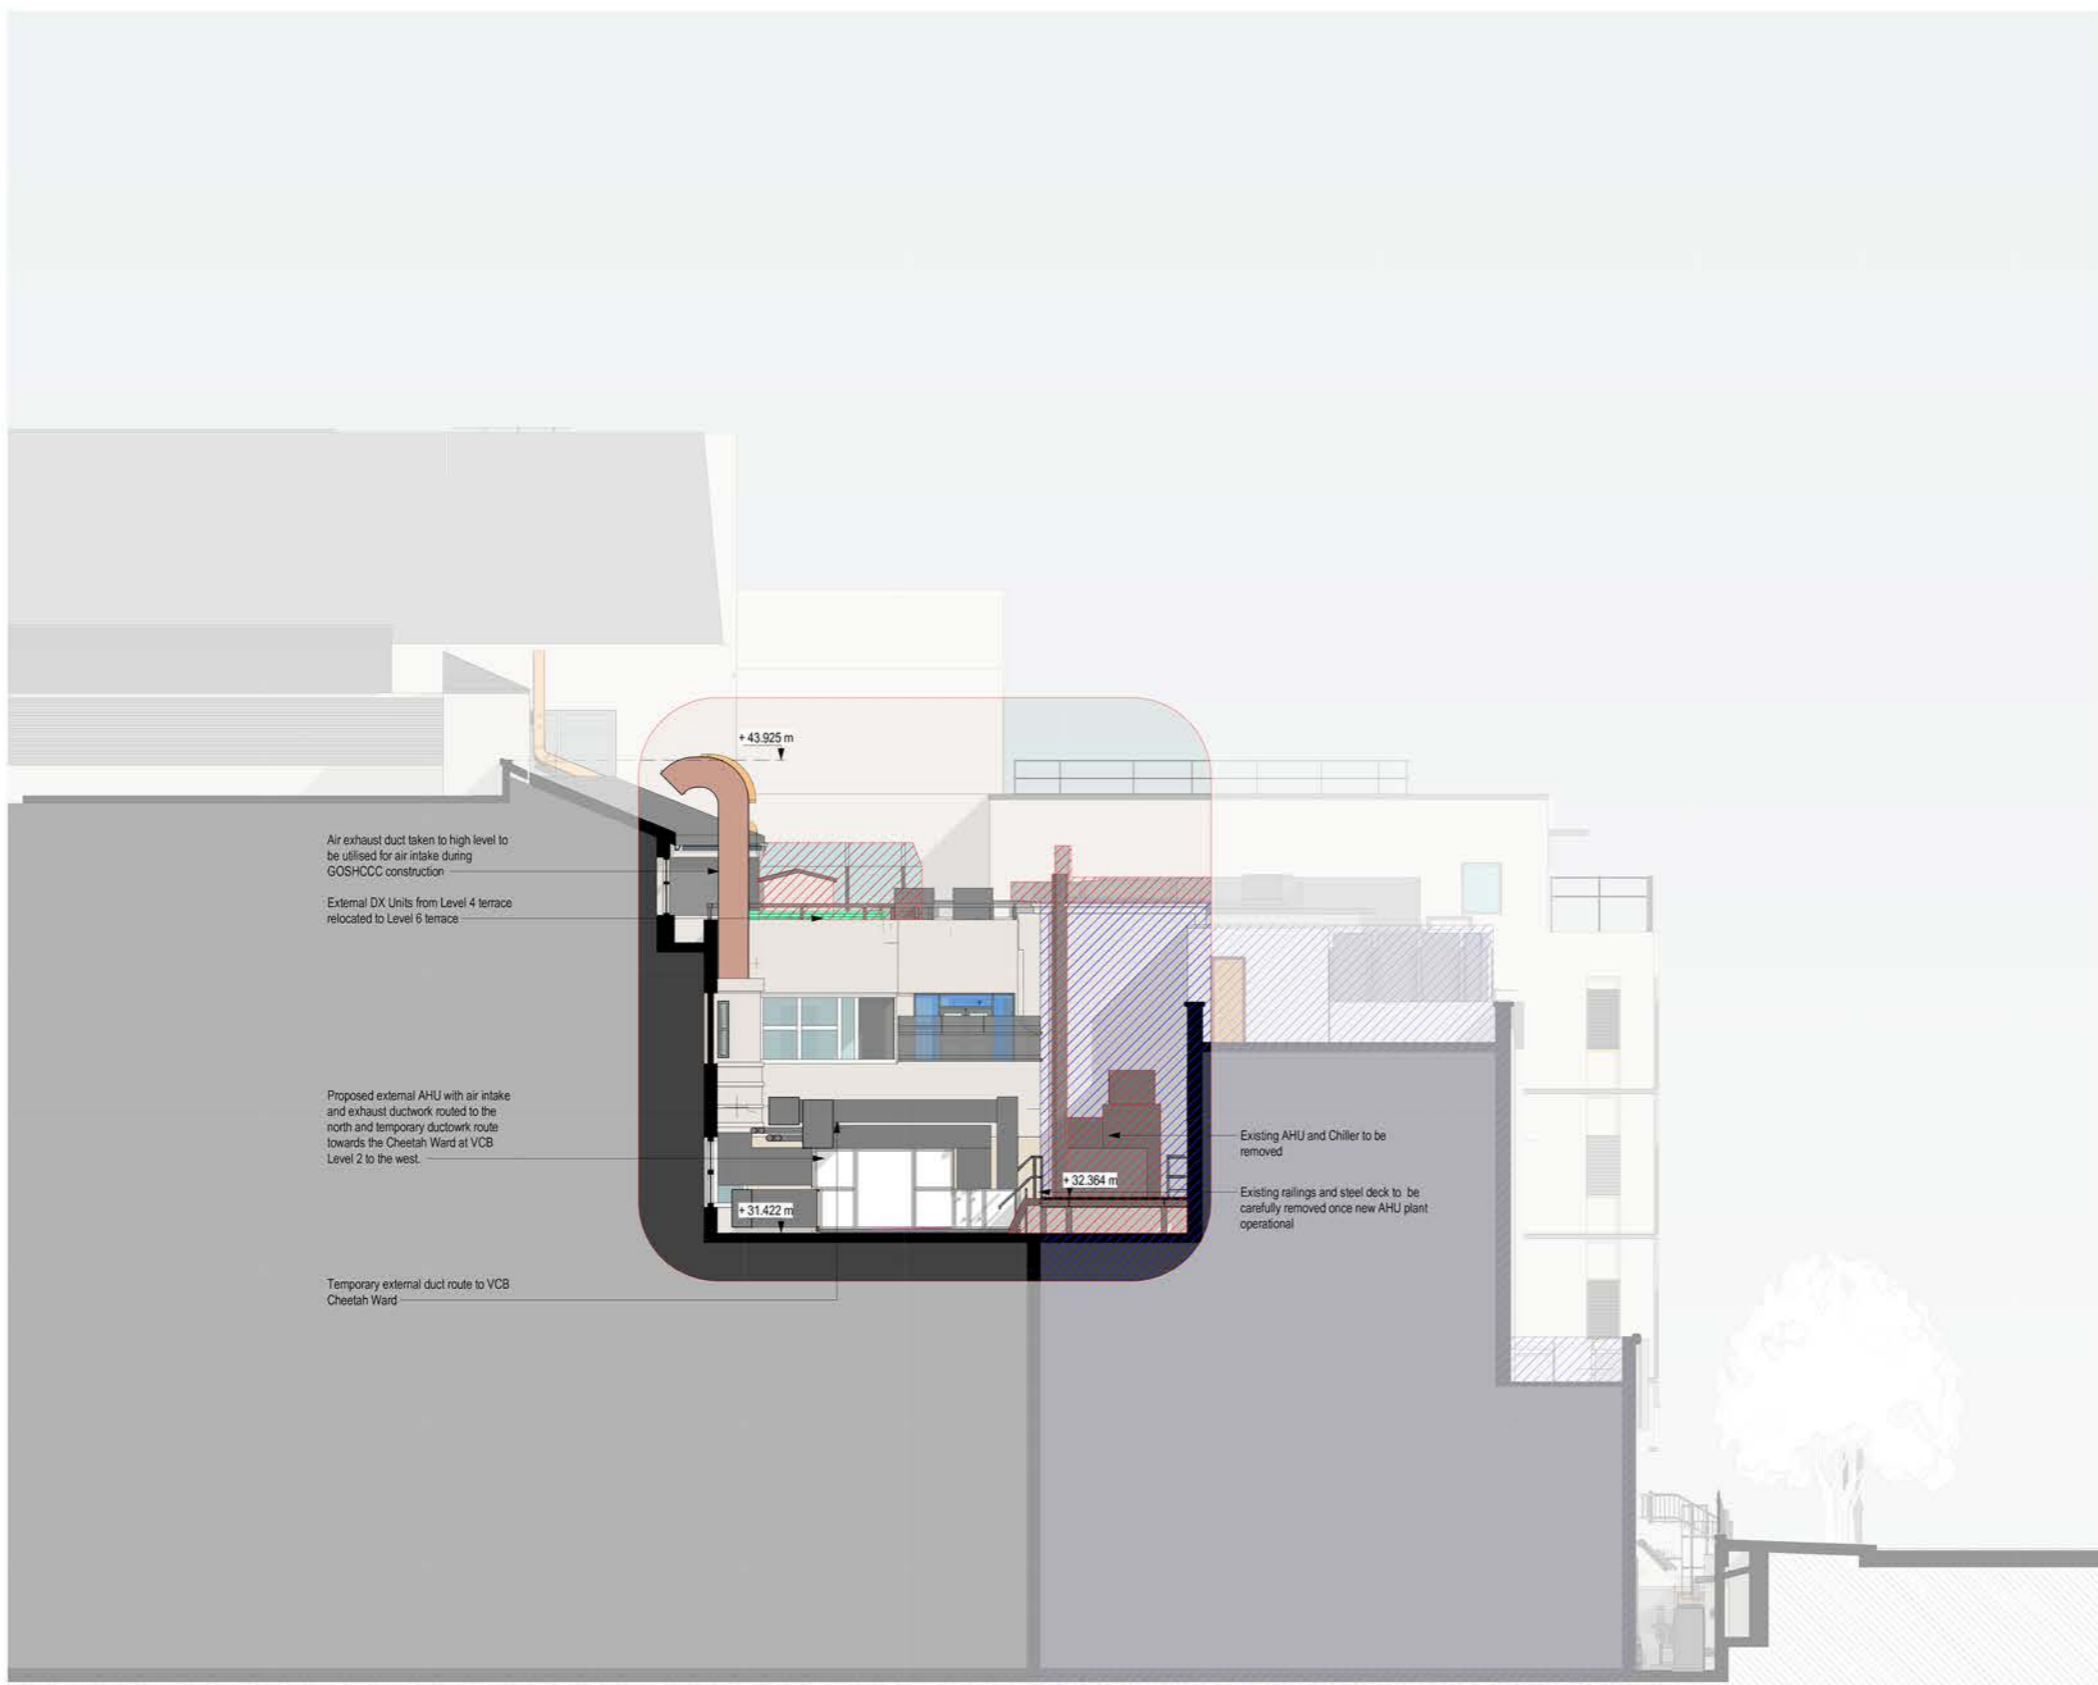 + 43.925 m
Air exhaust duct taken to high level to
be utilised for air intake during
GOSHCCC construction
External DX Units from Level 4 terrace
relocated to Level 6 terrace
Proposed external AHU with air intake
and exhaust ductwork routed to the
north and temporary ductowrk route
towards the Cheetah Ward at VCB
Level 2 to the west.
Existing AHU and Chiller to be
removed
+ 32.364 m
Existing railings and steel deck to be
carefully removed once new AHU plant
operational
+ 31.422 m
Temporary external duct route to VCB
Cheetah Ward